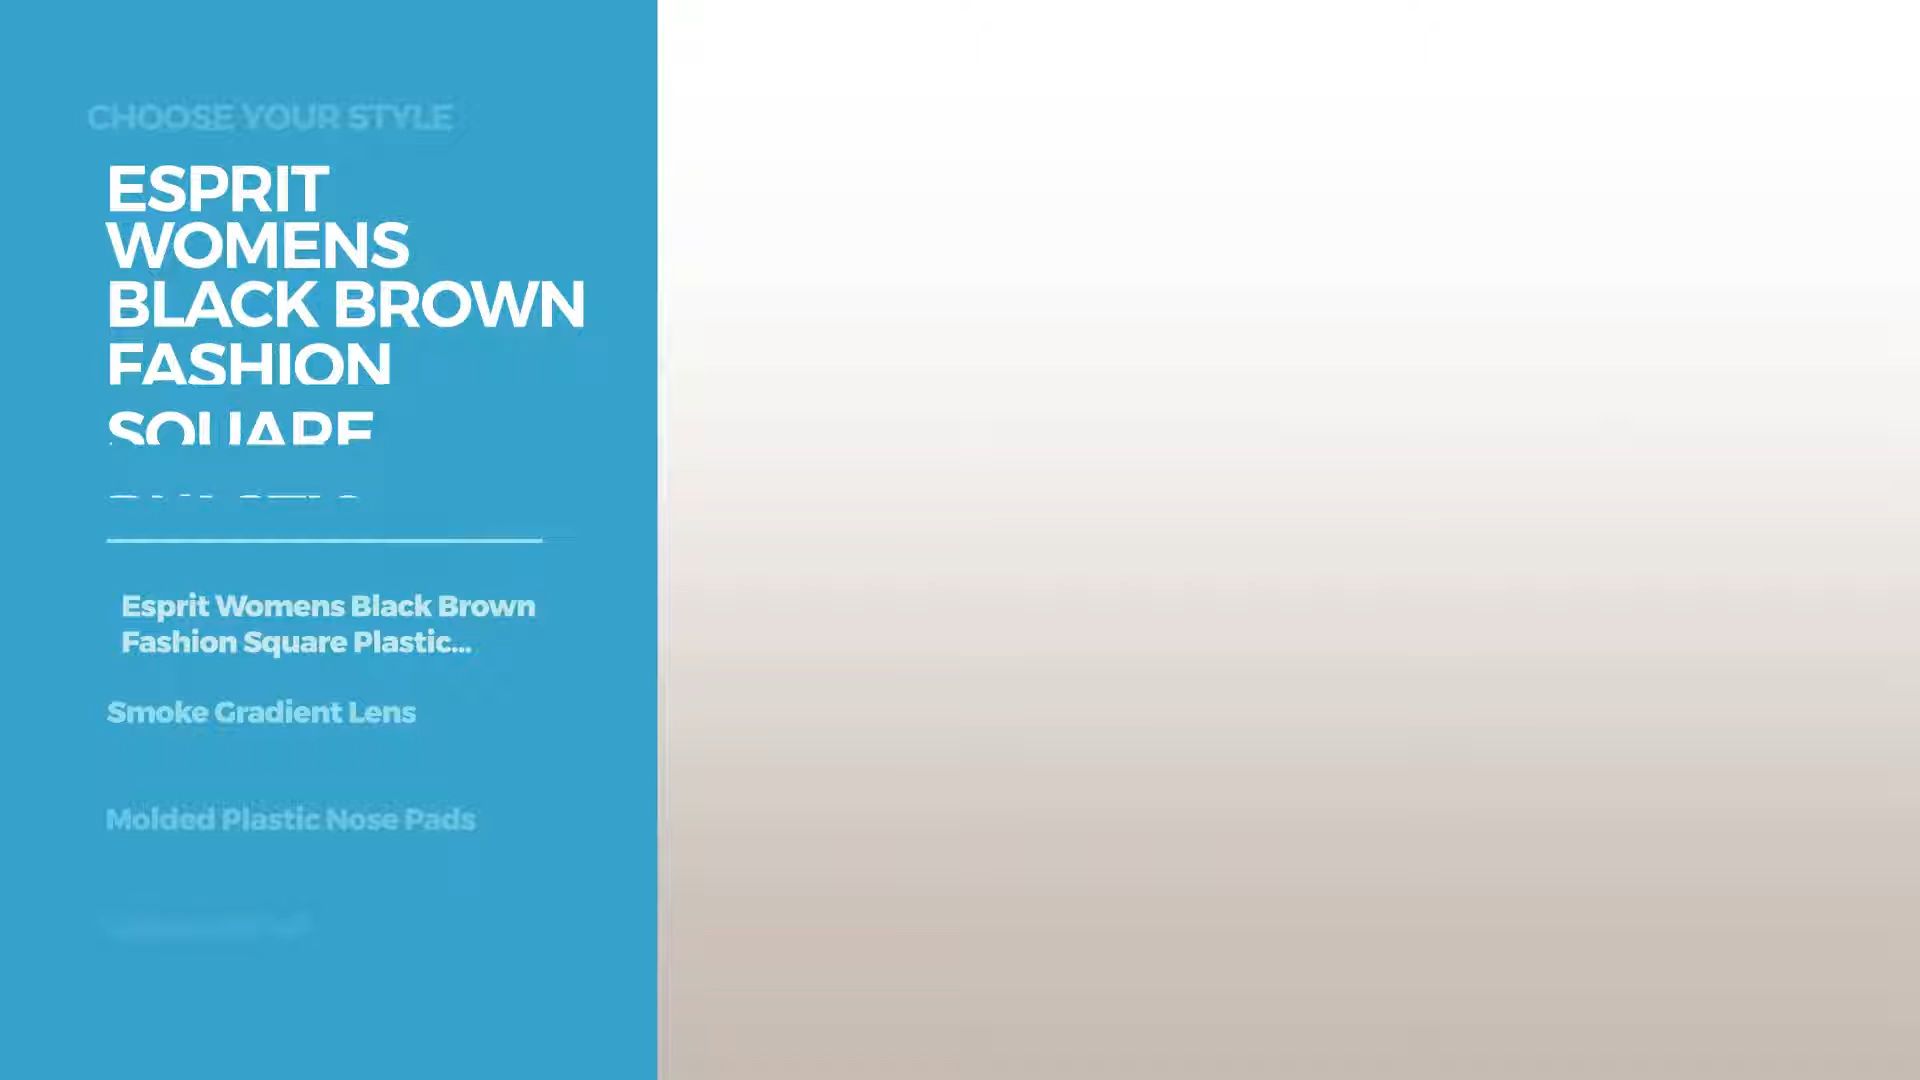 CHOOSE YOUR STYLE
ESPRIT
WOMENS
BLACK BROWN
FASHION
SQUARE
Esprit Womens Black Brown
Fashion Square Plastic...
Smoke Gradient Lens
Molded Plastic Nose Pads